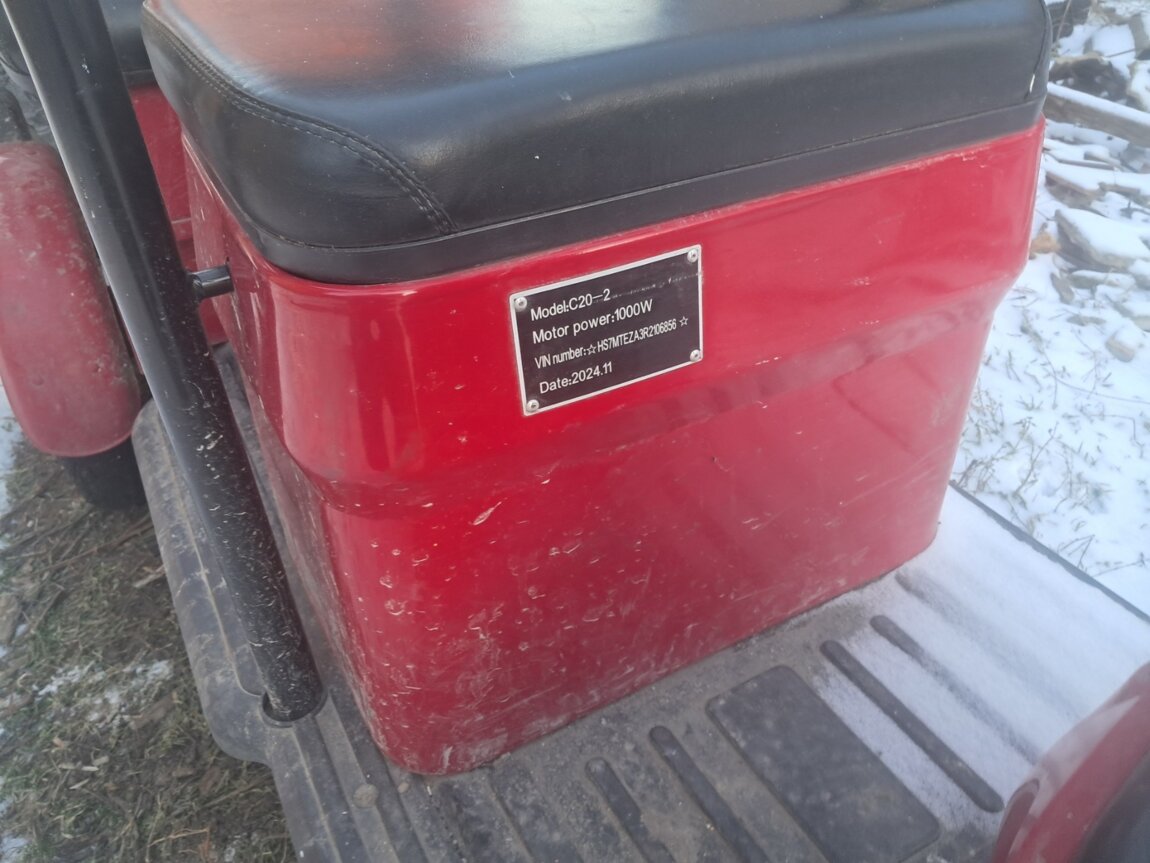 Model:C20-2
Motor power:1000W
VIN number:☆HS7MTEZA3R2106856☆
Date:2024.11